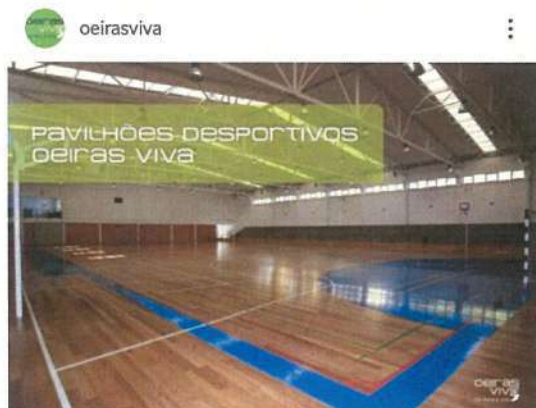 oeirasviva
PAVILHÕES DESPORTIVOS
OEIRAS VIVA
OEIRAS
VIVA